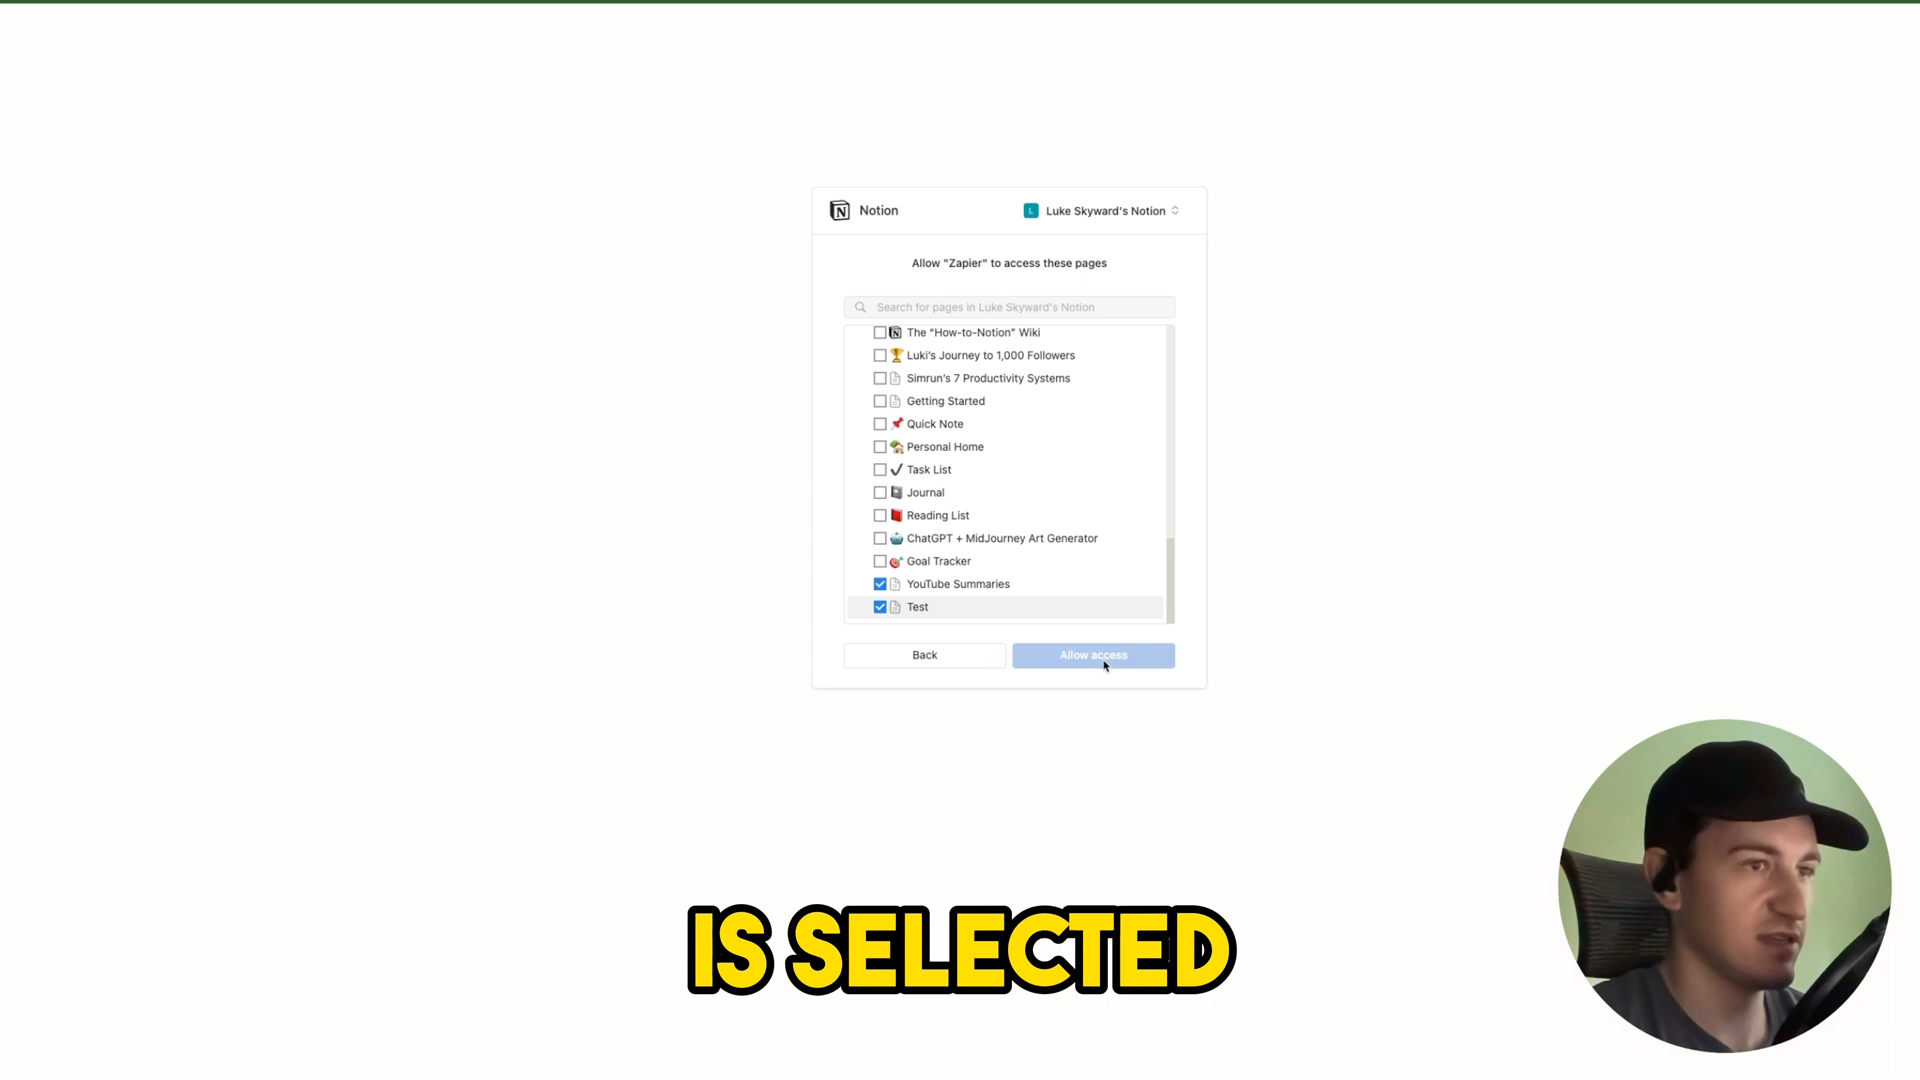 Notion
L Luke Skyward's Notion
Allow "Zapier" to access these pages
Search for pages in Luke Skyward's Notion
The “How-to-Notion” Wiki
Luki's Journey to 1,000 Followers
Simrun's 7 Productivity Systems
Getting Started
Quick Note
Personal Home
Task List
Journal
Reading List
ChatGPT + MidJourney Art Generator
Goal Tracker
YouTube Summaries
Test
Back
Allow access
IS SELECTED